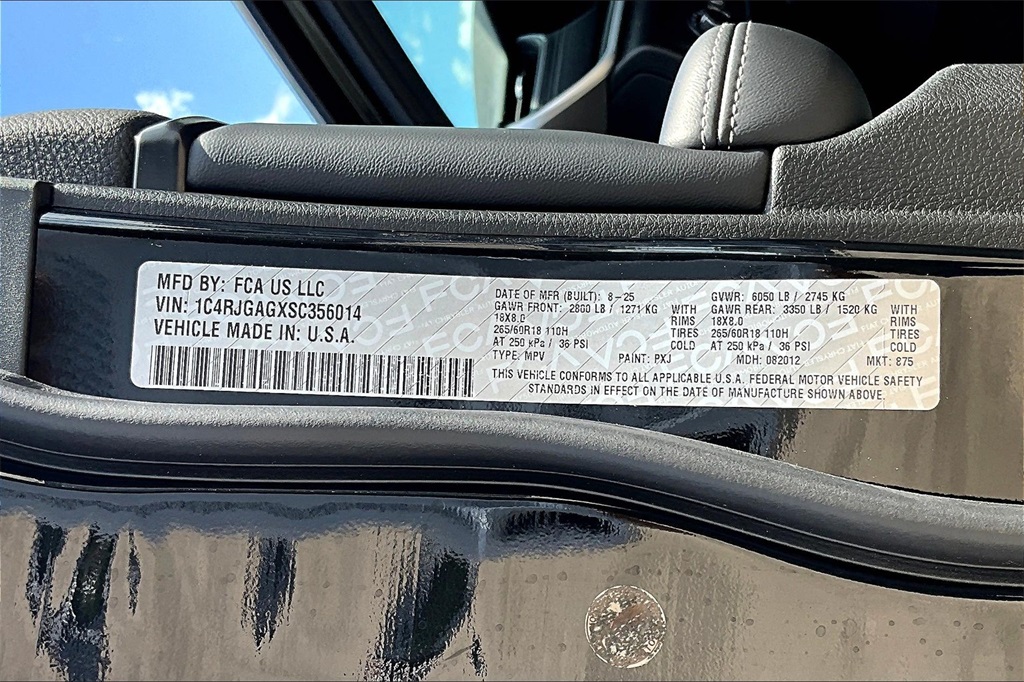 MFD BY: FCA US LLC
VIN: 1C4RJGAGXSC356014
VEHICLE MADE IN: U.S.A.
DATE OF MFR (BUILT): 8-25
GAWR FRONT: 2800 LB / 1271 KG WITH
18X8.0 RIMS
265/60R18 110H TIRES
AT 250 kPa / 36 PSI COLD
TYPE: MPV PAINT: PXJ
GVWR: 6050 LB / 2745 KG
GAWR REAR: 3350 LB / 1520 KG WITH
18X8.0 RIMS
265/60R18 110H TIRES
AT 250 kPa / 36 PSI COLD
MDH: 082012 MKT: 875
THIS VEHICLE CONFORMS TO ALL APPLICABLE U.S.A. FEDERAL MOTOR VEHICLE SAFETY
STANDARDS IN EFFECT ON THE DATE OF MANUFACTURE SHOWN ABOVE.